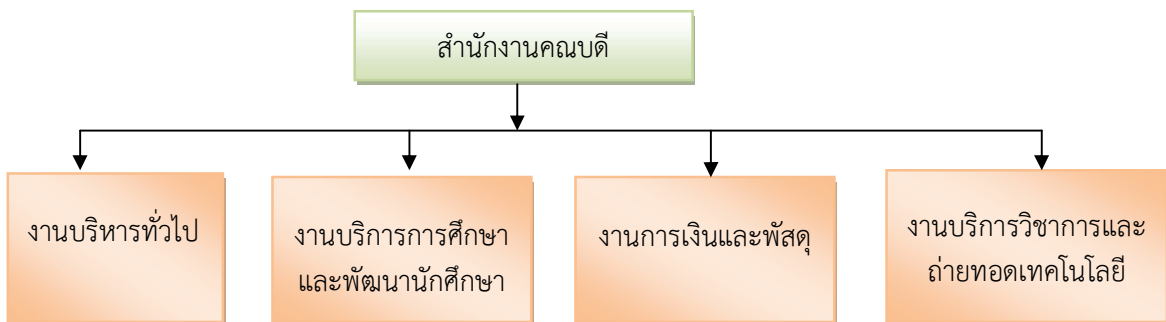 สำนักงานคณบดี
งานบริหารทั่วไป
งานบริการการศึกษา
และพัฒนานักศึกษา
งานการเงินและพัสดุ
งานบริการวิชาการและ
ถ่ายทอดเทคโนโลยี